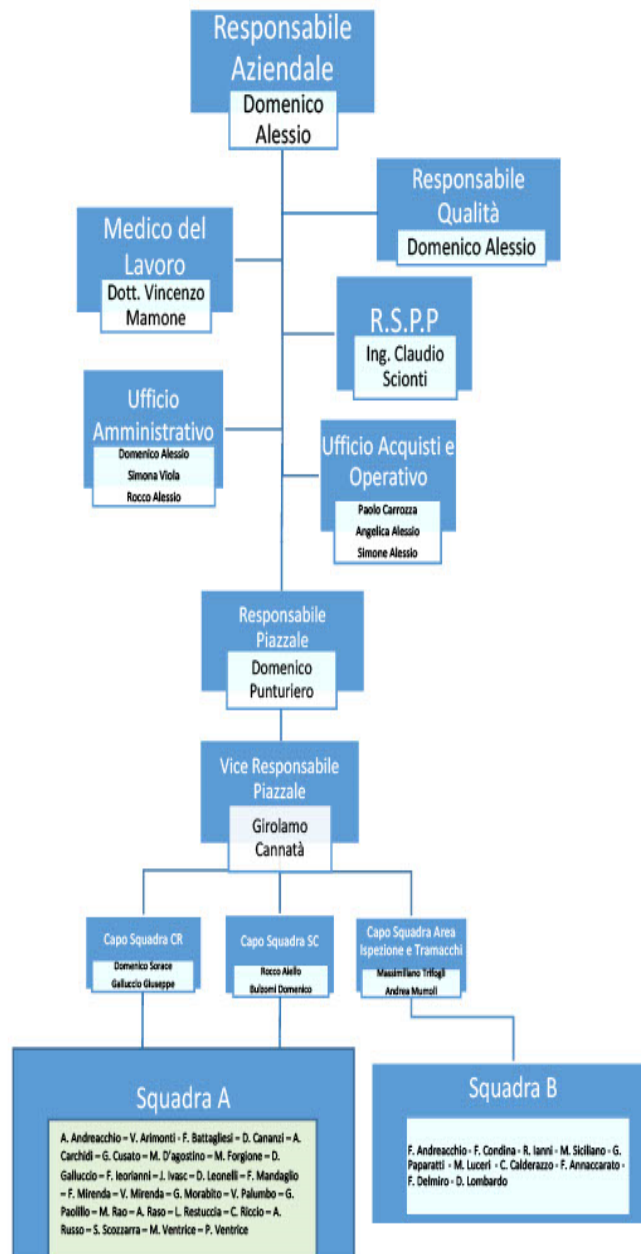 Responsabile
Aziendale
Domenico
Alessio
Responsabile
Qualità
Domenico Alessio
Medico del
Lavoro
Dott. Vincenzo
Mamone
R.S.P.P
Ing. Claudio
Scionti
Ufficio
Amministrativo
Domenico Alessio
Simona Viola
Rocco Alessio
Ufficio Acquisti e
Operativo
Paolo Carrozza
Angelica Alessio
Simone Alessio
Responsabile
Piazzale
Domenico
Punturiero
Vice Responsabile
Piazzale
Girolamo
Cannatà
Capo Squadra CR
Domenico Sorace
Galluccio Giuseppe
Capo Squadra SC
Rocco Aiello
Bulzomi Domenico
Capo Squadra Area
Ispezione e Tramacchi
Massimiliano Trifogli
Andrea Mumoli
Squadra A
A. Andreacchio – V. Arimonti - F. Battagliesi – D. Cananzi – A.
Carchidi – G. Cusato – M. D'agostino – M. Forgione – D.
Galluccio – F. Ieorianni – J. Ivasc – D. Leonelli – F. Mandaglio
– F. Mirenda – V. Mirenda – G. Morabito – V. Palumbo – G.
Paolillo – M. Rao – A. Raso – L. Restuccia – C. Riccio – A.
Russo – S. Scozzarra – M. Ventrice – P. Ventrice
Squadra B
F. Andreacchio - F. Condina - R. Ianni - M. Siciliano - G.
Paparatti - M. Luceri - C. Calderazzo - F. Annaccarato -
F. Delmiro - D. Lombardo